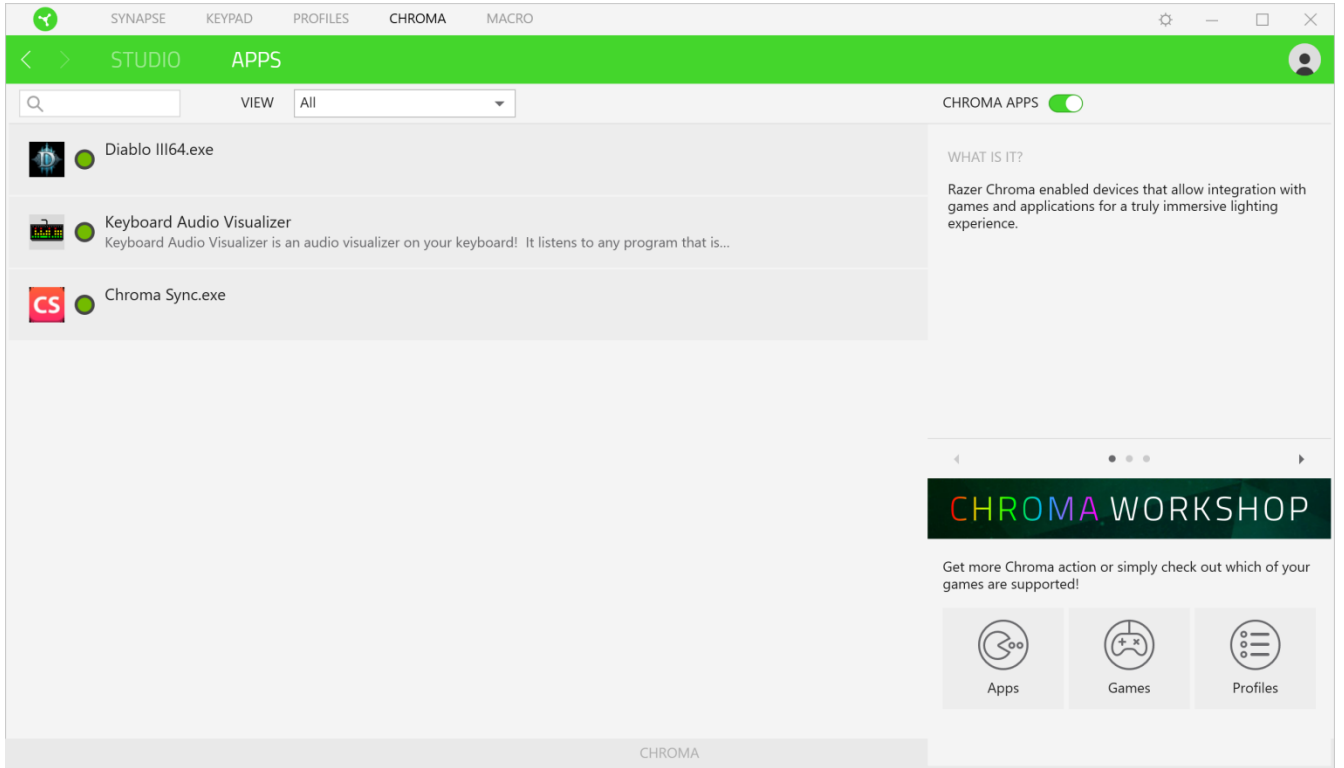 SYNAPSE KEYPAD PROFILES CHROMA MACRO
STUDIO APPS
VIEW All
CHROMA APPS
Diablo III64.exe
Keyboard Audio Visualizer
Keyboard Audio Visualizer is an audio visualizer on your keyboard! It listens to any program that is...
CS
Chroma Sync.exe
WHAT IS IT?
Razer Chroma enabled devices that allow integration with
games and applications for a truly immersive lighting
experience.
CHROMA WORKSHOP
Get more Chroma action or simply check out which of your
games are supported!
Apps Games Profiles
CHROMA